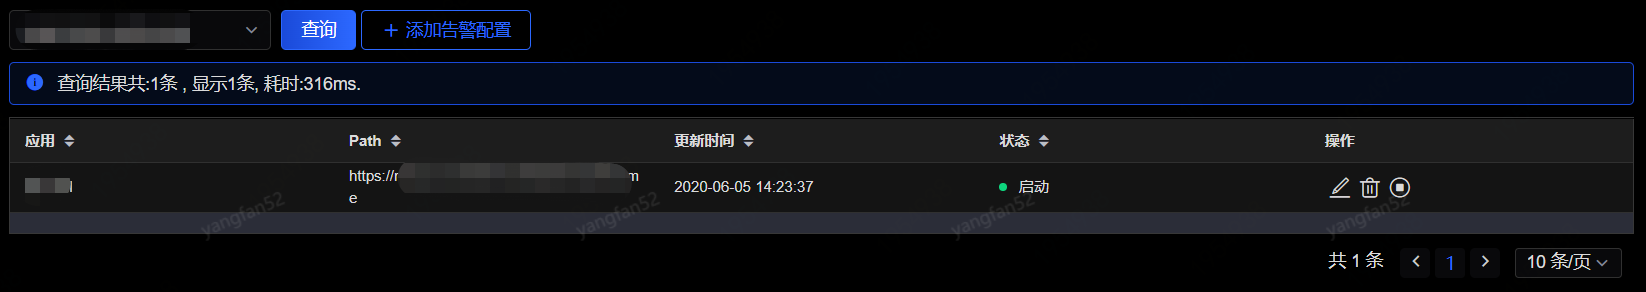 查询
添加告警配置
查询结果共:1条 , 显示1条, 耗时:316ms.
应用 Path 更新时间 状态 操作
https://
e 2020-06-05 14:23:37 启动
yangfan52 yangfan52 yangfan52 yangfan52
共 1 条 1 10 条/页